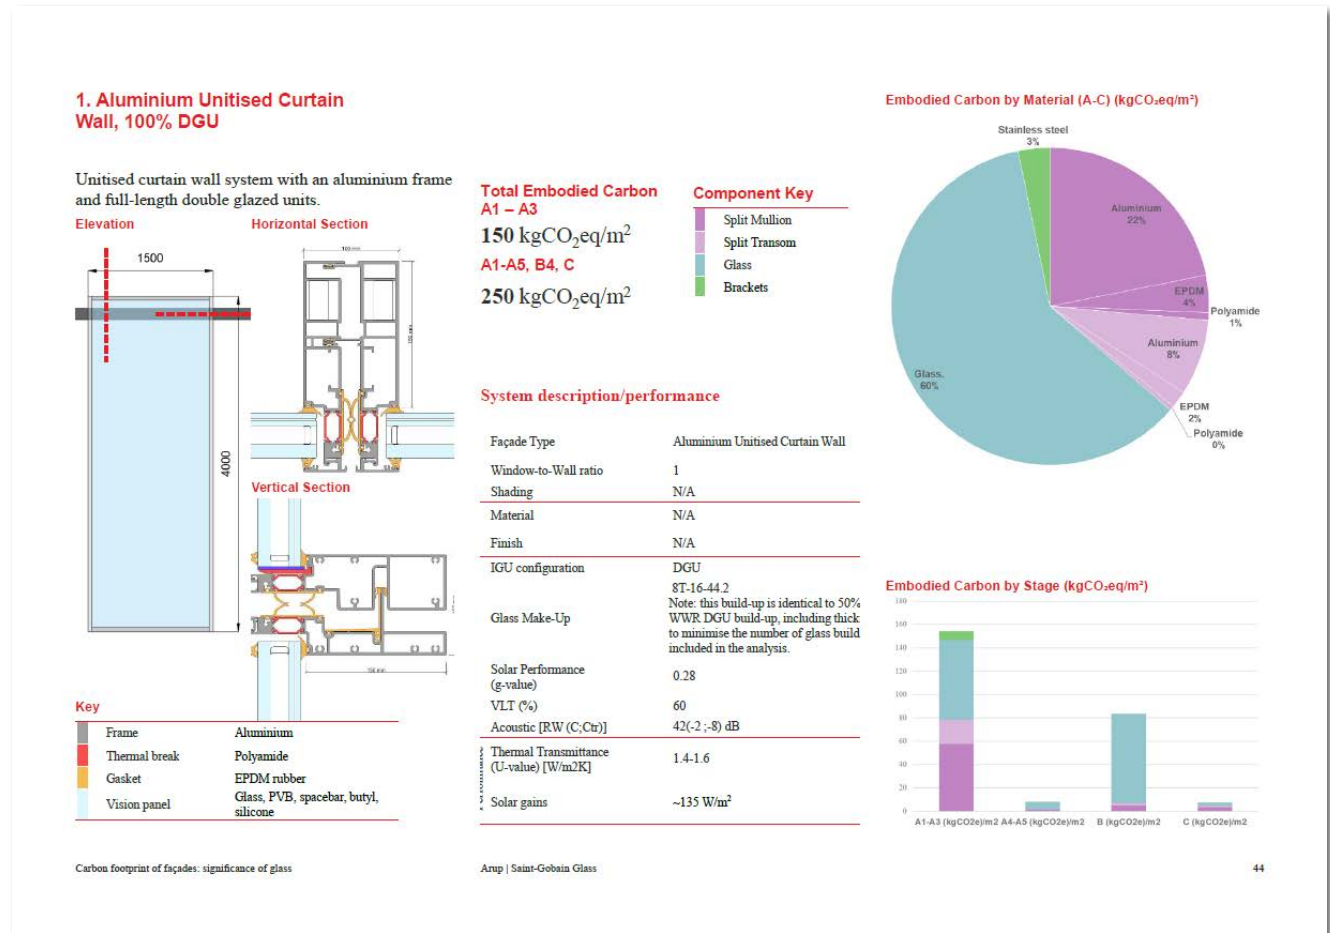 1. Aluminium Unitised Curtain
Wall, 100% DGU
Unitised curtain wall system with an aluminium frame
and full-length double glazed units.
Elevation
Horizontal Section
1500
4000
Vertical Section
Key
Frame Aluminium
Thermal break Polyamide
Gasket EPDM rubber
Vision panel Glass, PVB, spacebar, butyl,
silicone
Total Embodied Carbon
A1 – A3
150 kgCO₂eq/m²
A1-A5, B4, C
250 kgCO₂eq/m²
Component Key
Split Mullion
Split Transom
Glass
Brackets
System description/performance
Façade Type Aluminium Unitised Curtain Wall
Window-to-Wall ratio 1
Shading N/A
Material N/A
Finish N/A
IGU configuration DGU
Glass Make-Up 8T-16-44.2
Note: this build-up is identical to 50%
WWR DGU build-up, including thick
to minimise the number of glass build
included in the analysis.
Solar Performance
(g-value) 0.28
VLT (%) 60
Acoustic [RW (C;Ctr)] 42(-2 ;-8) dB
Thermal Transmittance
(U-value) [W/m2K] 1.4-1.6
Solar gains ~135 W/m²
Embodied Carbon by Material (A-C) (kgCO₂eq/m²)
Stainless steel
3%
Aluminium
22%
EPDM
4%
Polyamide
1%
Aluminium
8%
EPDM
2%
Polyamide
0%
Glass.
60%
Embodied Carbon by Stage (kgCO₂eq/m²)
180
160
140
120
100
80
60
40
20
0
A1-A3 (kgCO2e)/m2 A4-A5 (kgCO2e)/m2 B (kgCO2e)/m2 C (kgCO2e)/m2
Carbon footprint of façades: significance of glass
Arup | Saint-Gobain Glass
44